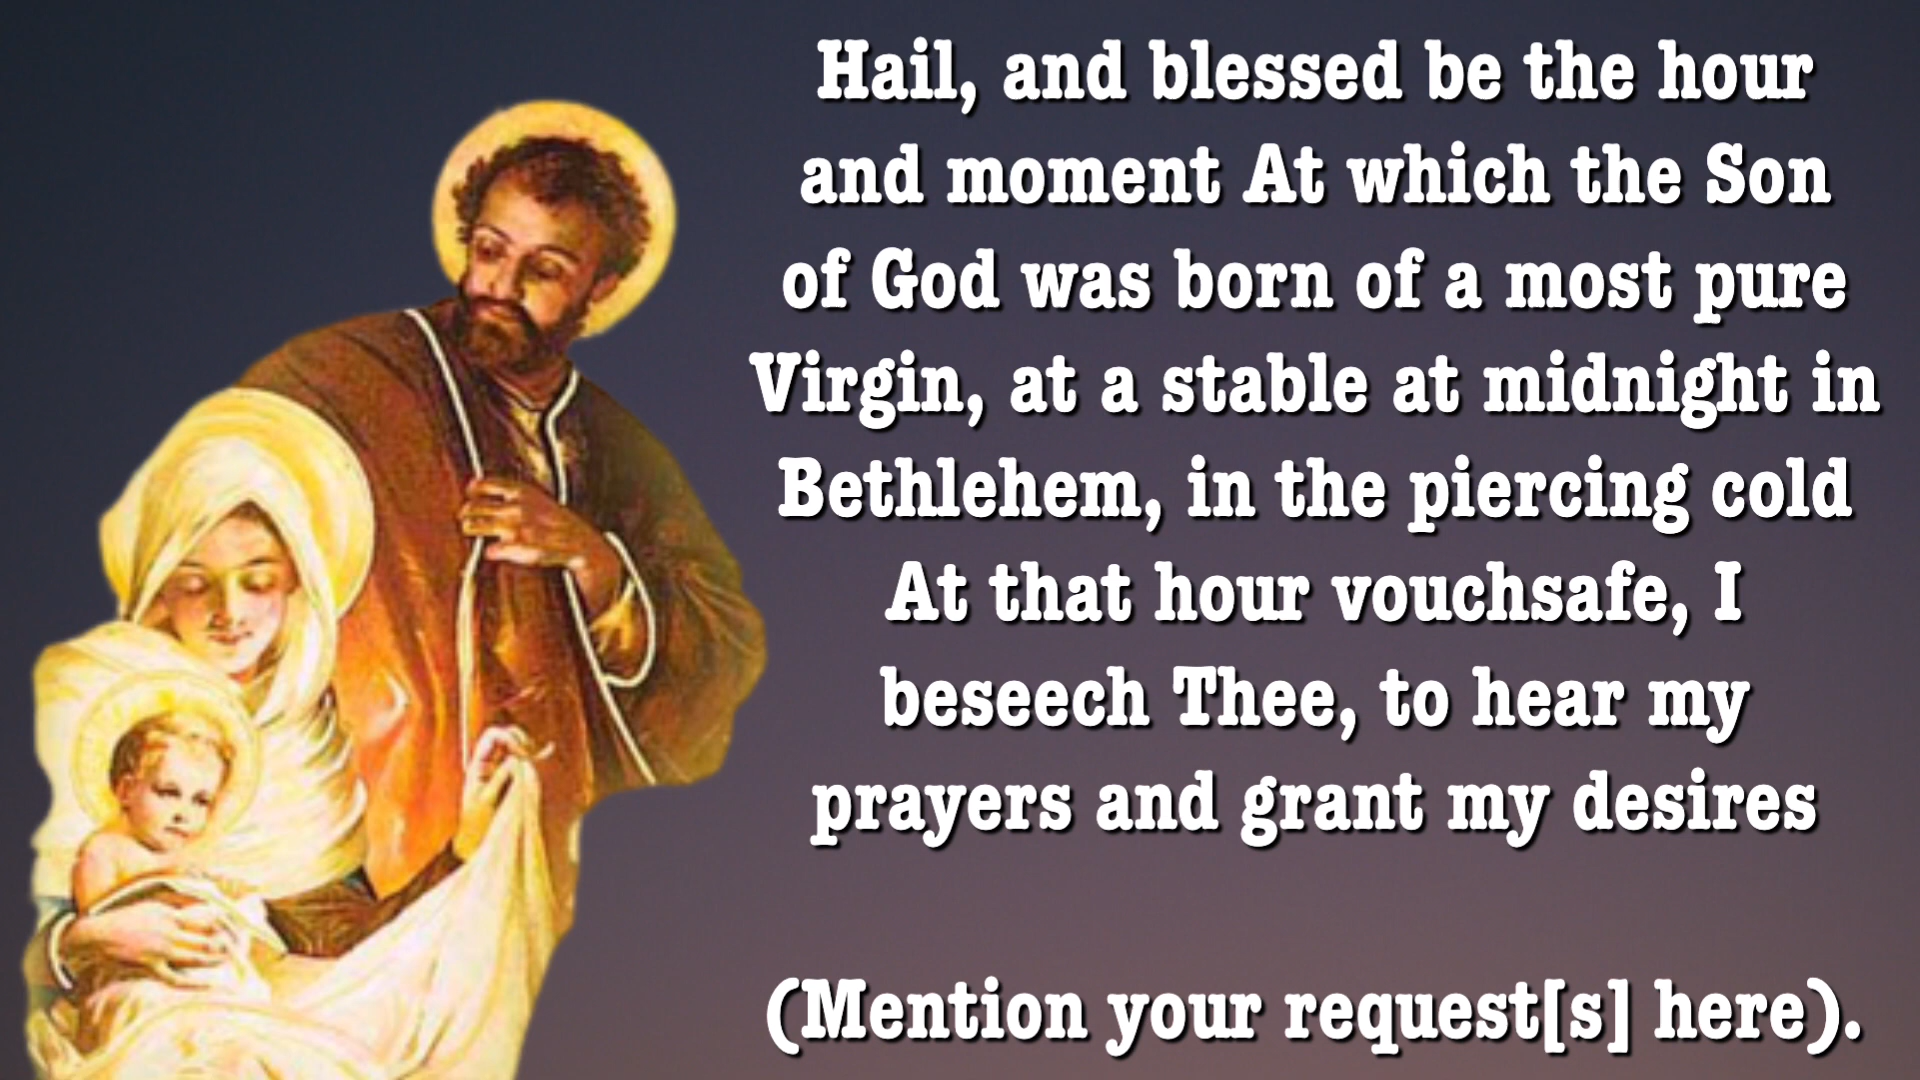 Hail, and blessed be the hour
and moment At which the Son
of God was born of a most pure
Virgin, at a stable at midnight in
Bethlehem, in the piercing cold
At that hour vouchsafe, I
beseech Thee, to hear my
prayers and grant my desires
(Mention your request[s] here).